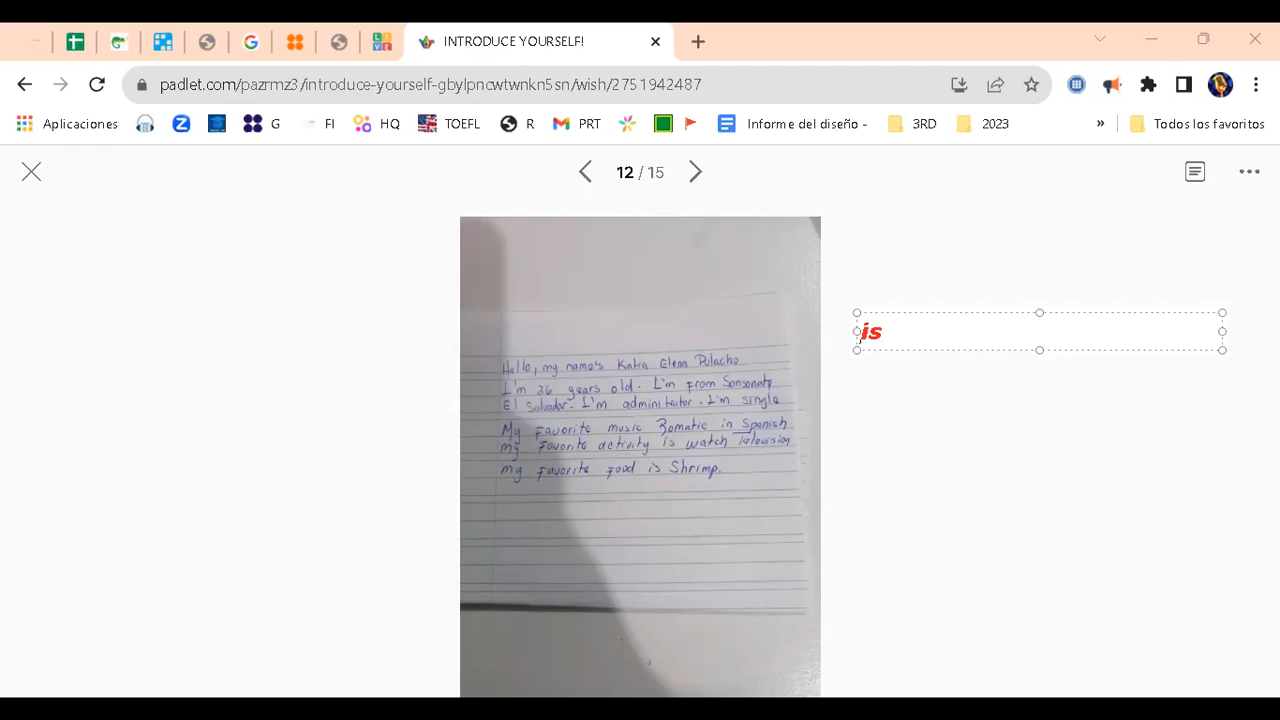 INTRODUCE YOURSELF!
padlet.com/pazrmz3/introduce-yourself-gbylpncwtwnkn5sn/wish/2751942487
Aplicaciones G FI HQ TOEFL R PRT Informe del diseño - 3RD 2023 » Todos los favoritos
12 / 15
is
Hello, my name's Katia Elena
I'm 36 years old. I'm from Sonsonate
El Salvador. I'm administrator. I'm single
My Favorite music Romatic in Spanish
my Favorite activity is watch Television
my Favorite Food is Shrimp.